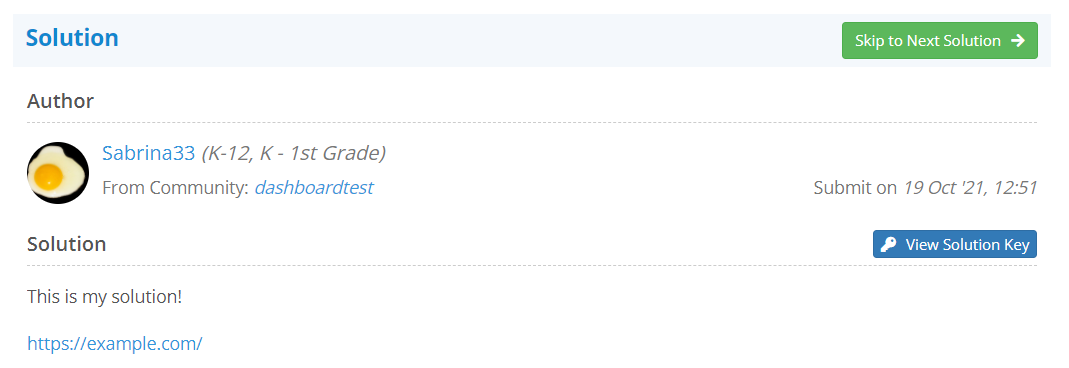 Solution
Skip to Next Solution
Author
Sabrina33 (K-12, K - 1st Grade)
From Community: dashboardtest
Submit on 19 Oct '21, 12:51
Solution
View Solution Key
This is my solution!
https://example.com/